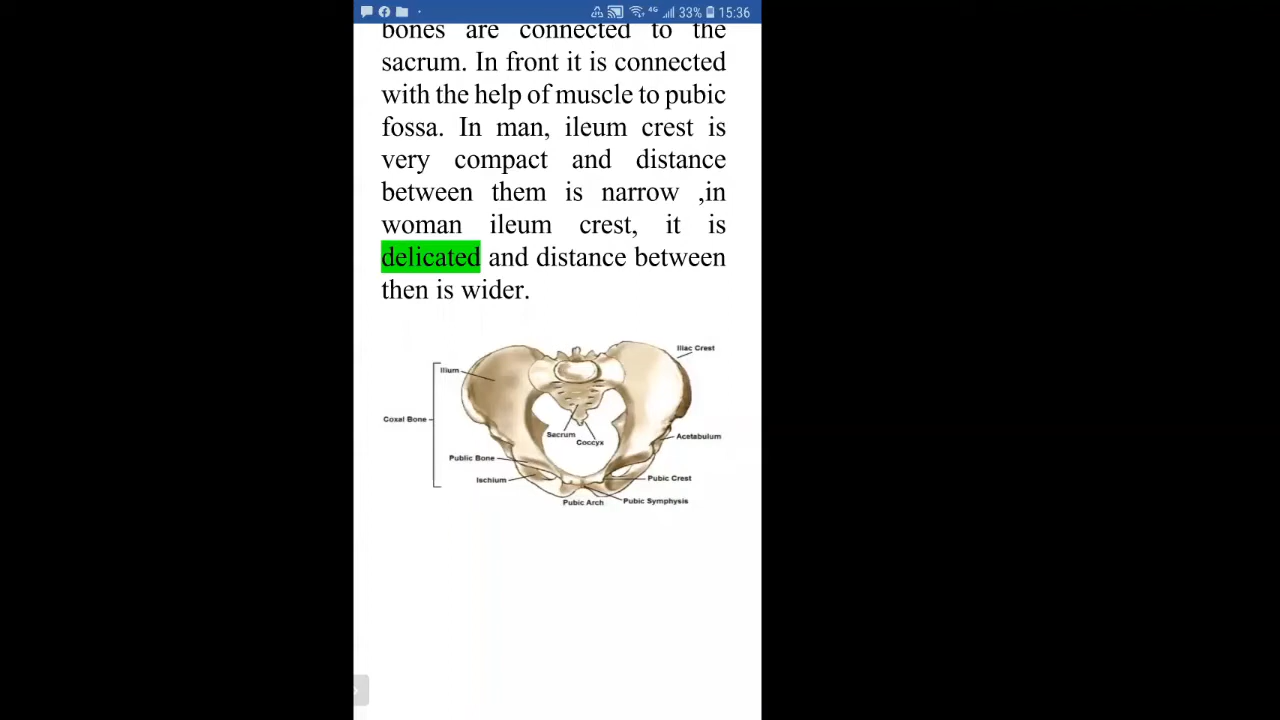 4G 33% 15:36
bones are connected to the
sacrum. In front it is connected
with the help of muscle to pubic
fossa. In man, ileum crest is
very compact and distance
between them is narrow ,in
woman ileum crest, it is
delicated and distance between
then is wider.
Iliac Crest
Ilium
Coxal Bone
Sacrum
Coccyx
Acetabulum
Public Bone
Ischium
Pubic Crest
Pubic Arch
Pubic Symphysis